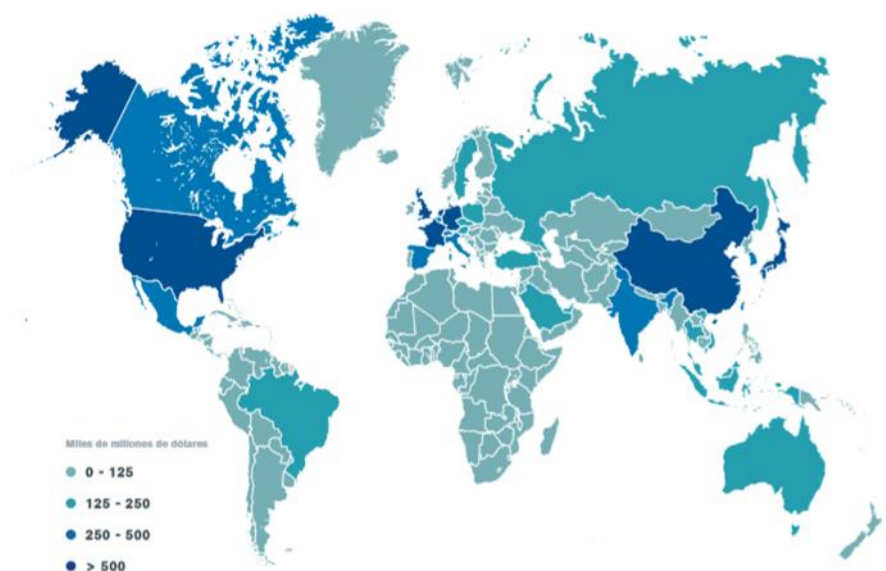 Miles de millones de dólares
0 - 125
125 - 250
250 - 500
> 500